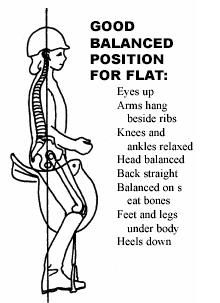 GOOD
BALANCED
POSITION
FOR FLAT:
Eyes up
Arms hang
beside ribs
Knees and
ankles relaxed
Head balanced
Back straight
Balanced on s
eat bones
Feet and legs
under body
Heels down